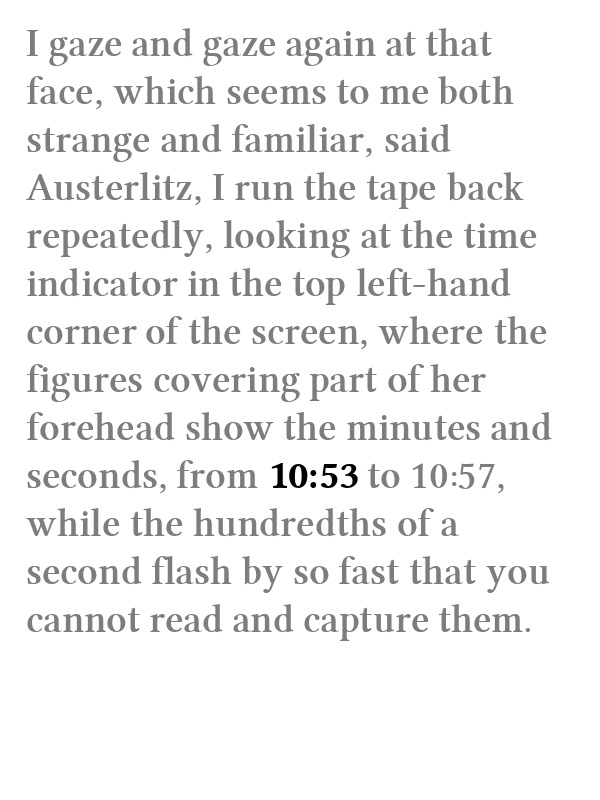 I gaze and gaze again at that
face, which seems to me both
strange and familiar, said
Austerlitz, I run the tape back
repeatedly, looking at the time
indicator in the top left-hand
corner of the screen, where the
figures covering part of her
forehead show the minutes and
seconds, from 10:53 to 10:57,
while the hundredths of a
second flash by so fast that you
cannot read and capture them.